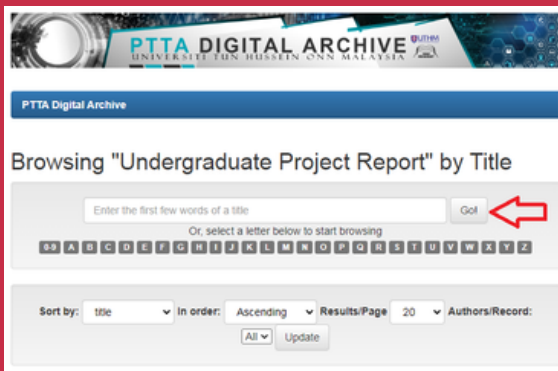 PTTA DIGITAL ARCHIVE UTHM
UNIVERSITI TUN HUSSEIN ONN MALAYSIA
PTTA Digital Archive
Browsing "Undergraduate Project Report" by Title
Enter the first few words of a title Go!
Or, select a letter below to start browsing
0-9 A B C D E F G H I J K L M N O P Q R S T U V W X Y Z
Sort by: title In order: Ascending Results/Page 20 Authors/Record:
All Update